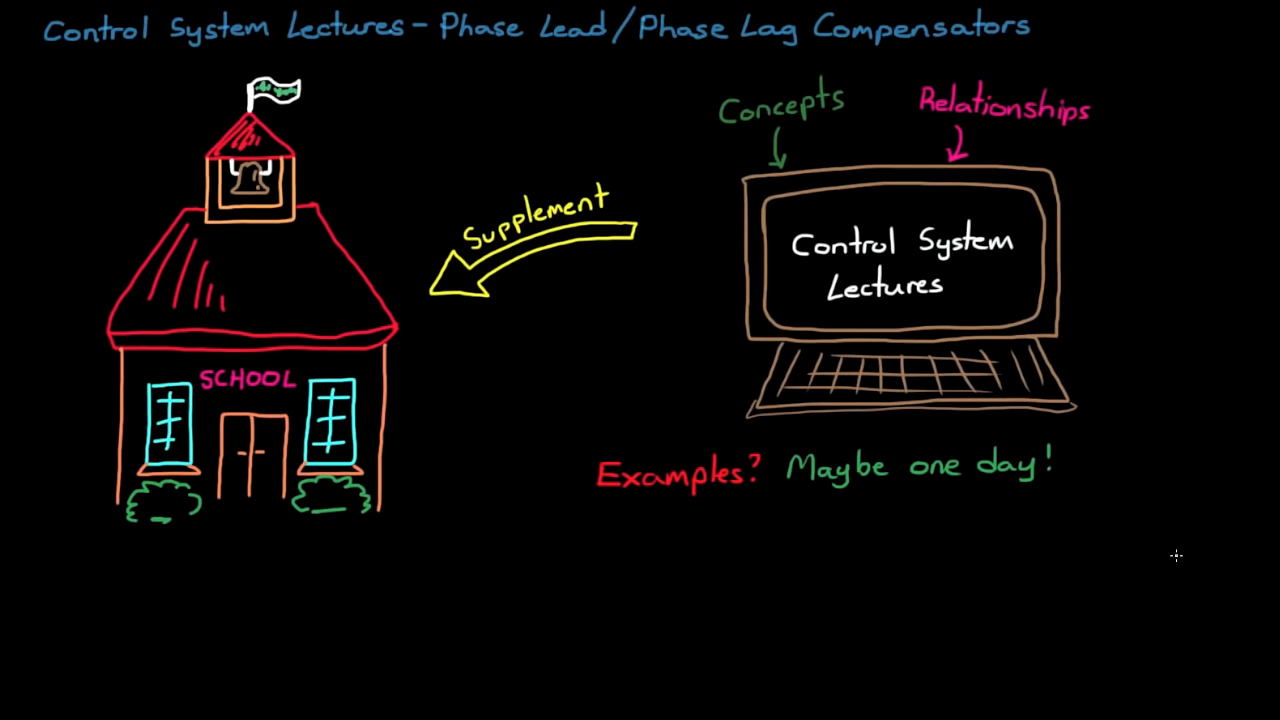 Control System Lectures - Phase Lead/Phase Lag Compensators
Concepts
Relationships
Supplement
Control System
Lectures
SCHOOL
Examples? Maybe one day!